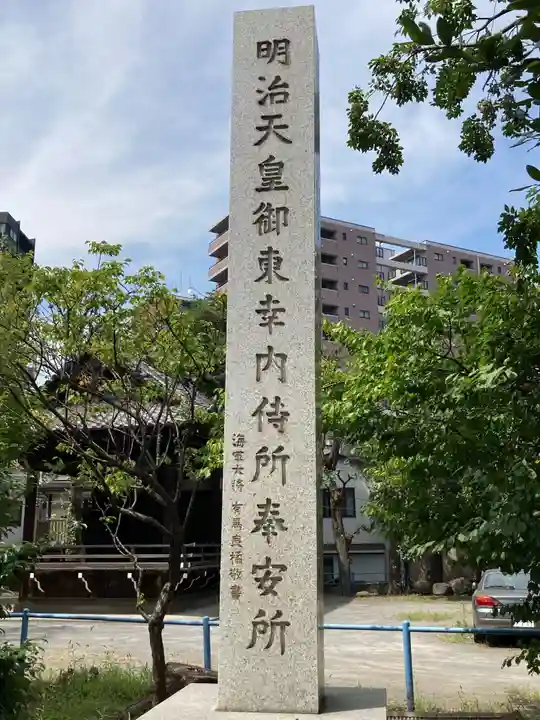 明治天皇御東幸内侍所奉安所
海軍大将 有馬良橘敬書